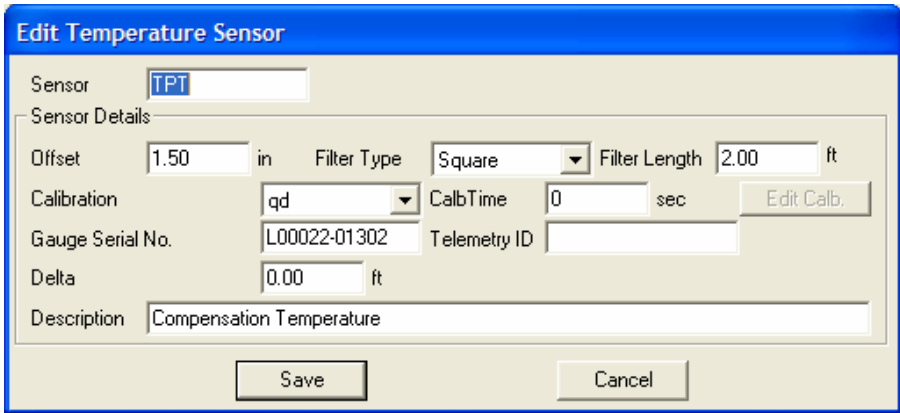 Edit Temperature Sensor
Sensor TPT
Sensor Details
Offset 1.50 in Filter Type Square Filter Length 2.00 ft
Calibration qd CalbTime 0 sec Edit Calb.
Gauge Serial No. L00022-01302 Telemetry ID
Delta 0.00 ft
Description Compensation Temperature
Save Cancel